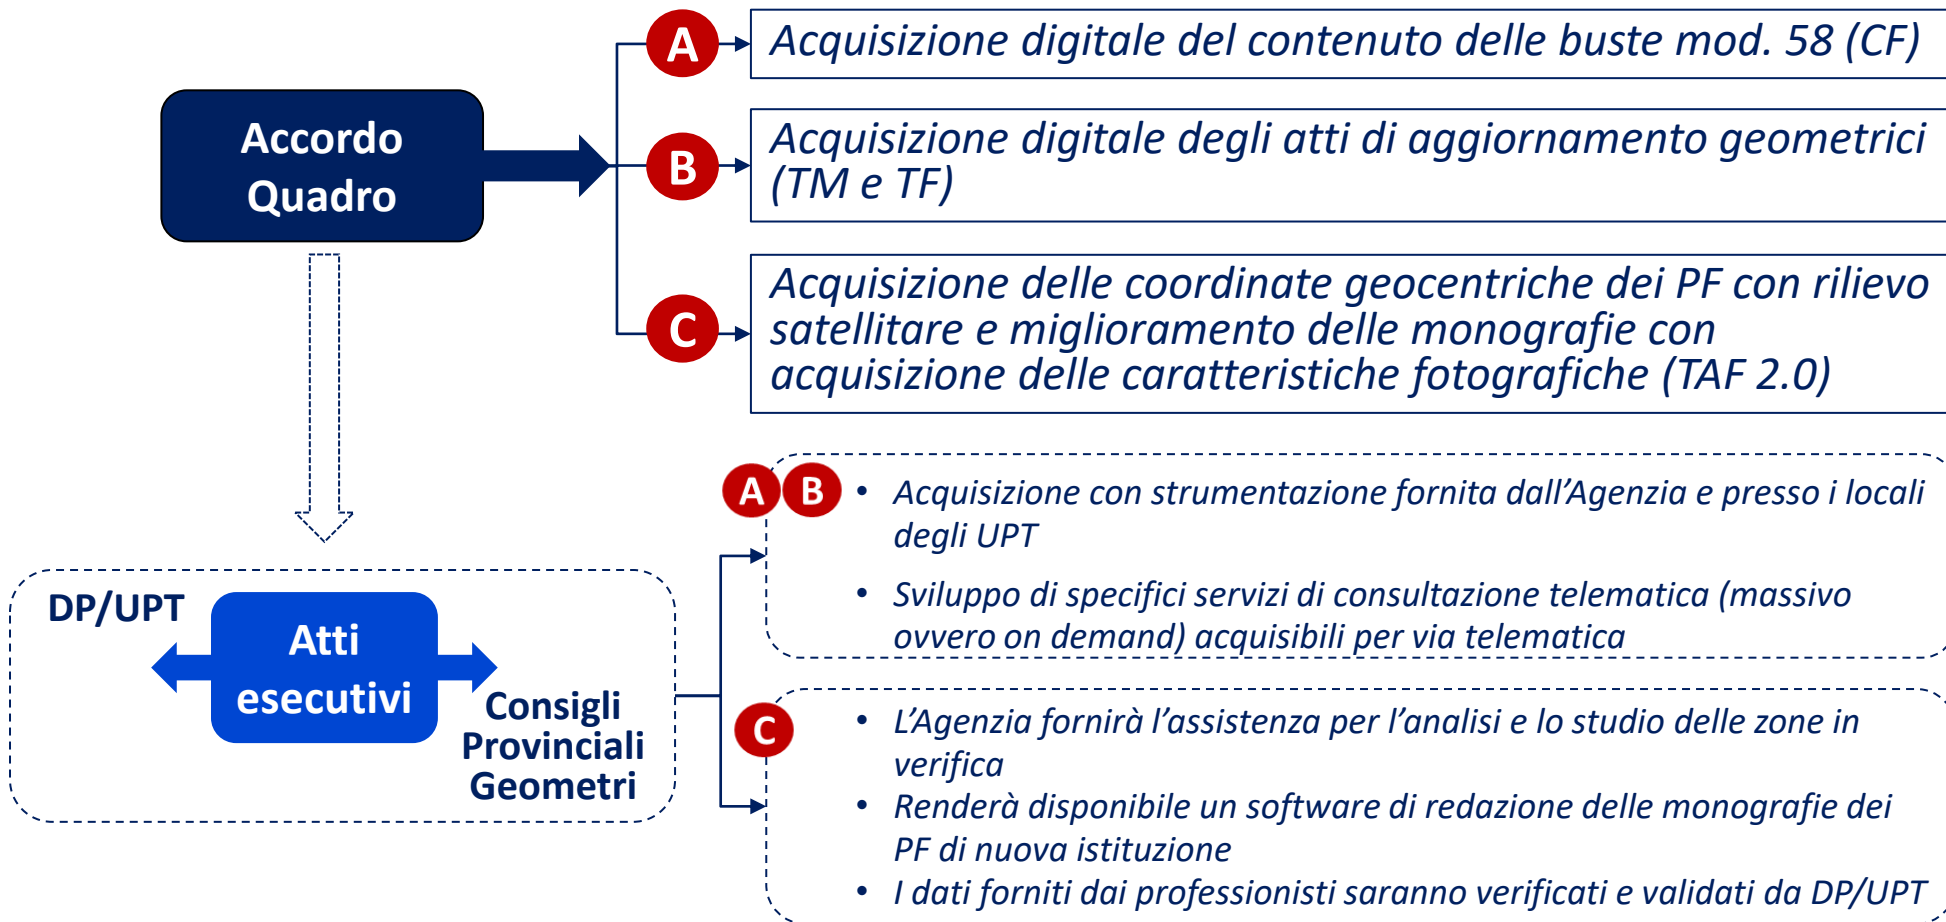 Accordo
Quadro
A
Acquisizione digitale del contenuto delle buste mod. 58 (CF)
B
Acquisizione digitale degli atti di aggiornamento geometrici
(TM e TF)
C
Acquisizione delle coordinate geocentriche dei PF con rilievo
satellitare e miglioramento delle monografie con
acquisizione delle caratteristiche fotografiche (TAF 2.0)
DP/UPT
Atti
esecutivi
Consigli
Provinciali
Geometri
A B
• Acquisizione con strumentazione fornita dall’Agenzia e presso i locali
degli UPT
• Sviluppo di specifici servizi di consultazione telematica (massivo
ovvero on demand) acquisibili per via telematica
C
• L’Agenzia fornirà l’assistenza per l’analisi e lo studio delle zone in
verifica
• Renderà disponibile un software di redazione delle monografie dei
PF di nuova istituzione
• I dati forniti dai professionisti saranno verificati e validati da DP/UPT